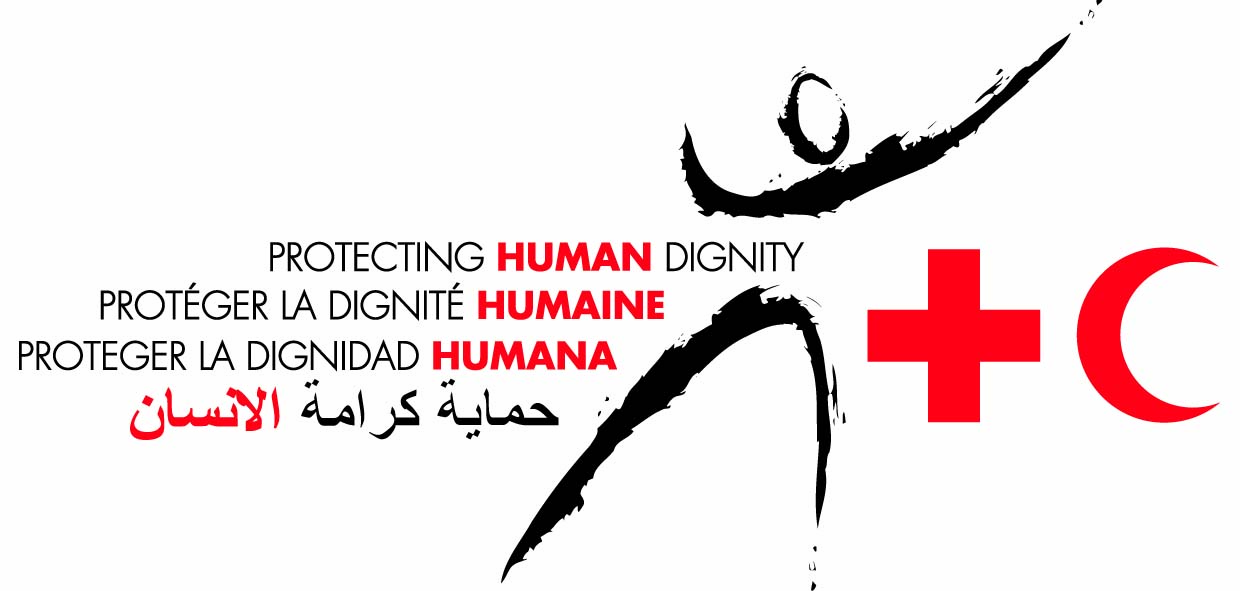 PROTECTING HUMAN DIGNITY
PROTÉGER LA DIGNITÉ HUMAINE
PROTEGER LA DIGNIDAD HUMANA
حماية كرامة الانسان